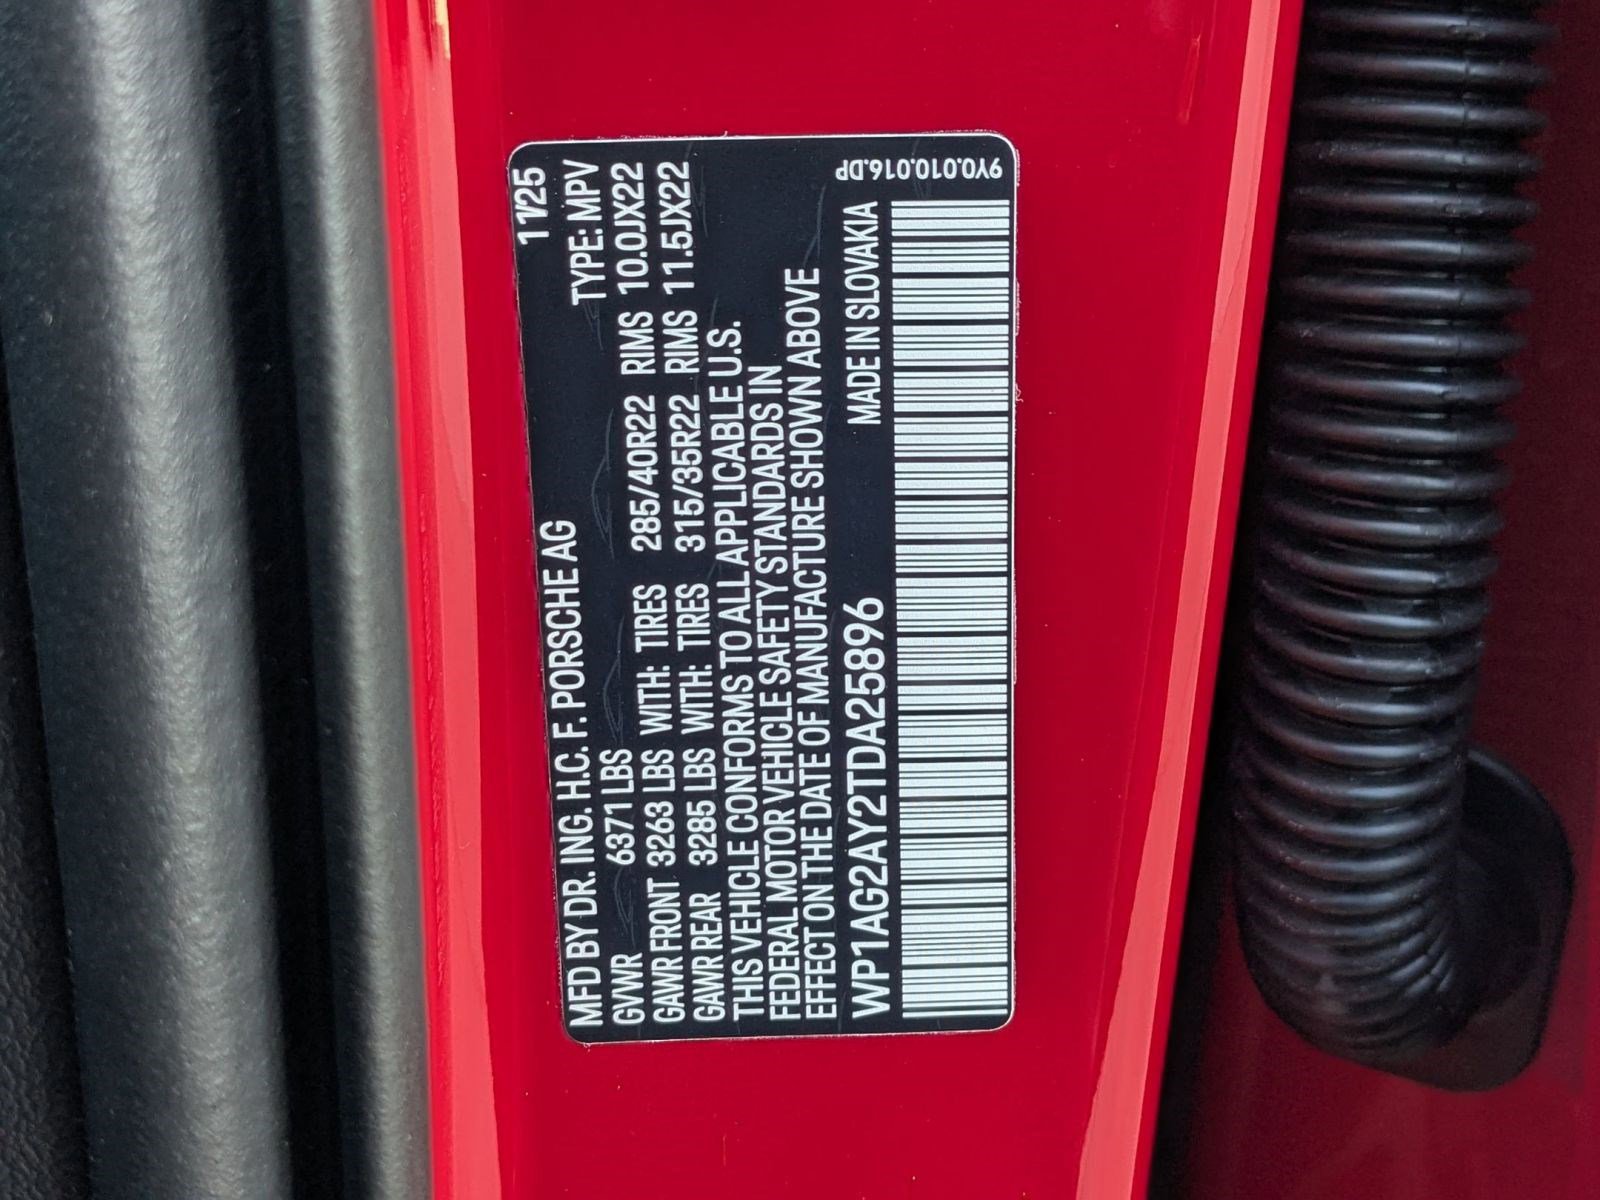 MFD BY DR. ING. H.C. F. PORSCHE AG 11/25
GVWR 6371 LBS TYPE: MPV
GAWR FRONT 3263 LBS WITH: TIRES 285/40R22 RIMS 10.0JX22
GAWR REAR 3285 LBS WITH: TIRES 315/35R22 RIMS 11.5JX22
THIS VEHICLE CONFORMS TO ALL APPLICABLE U.S.
FEDERAL MOTOR VEHICLE SAFETY STANDARDS IN
EFFECT ON THE DATE OF MANUFACTURE SHOWN ABOVE
WP1AG2AY2TDA25896 MADE IN SLOVAKIA
9Y0.010.016.DP